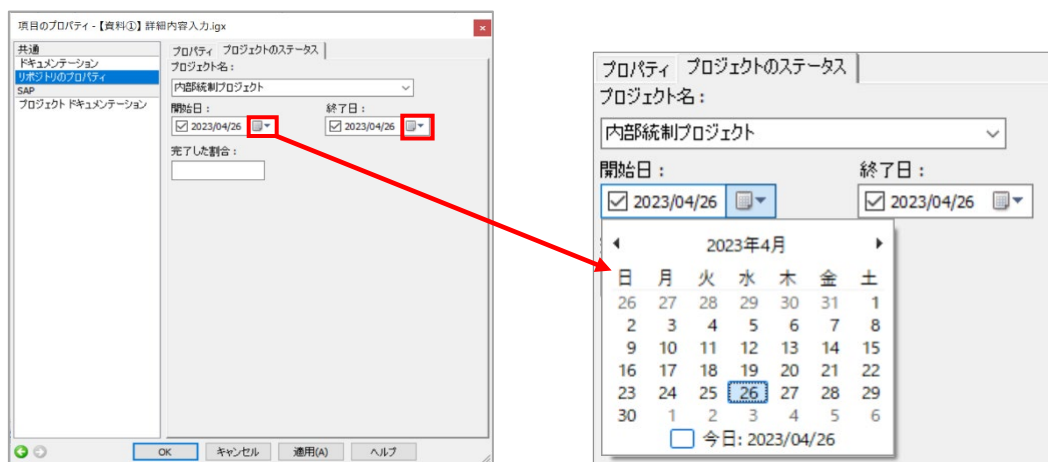 項目のプロパティ - 【資料①】詳細内容入力.igx
共通
ドキュメンテーション
リポジトリのプロパティ
SAP
プロジェクト ドキュメンテーション
プロパティ プロジェクトのステータス
プロジェクト名：
内部統制プロジェクト
開始日： 終了日：
2023/04/26 2023/04/26
完了した割合：
OK キャンセル 適用(A) ヘルプ
プロパティ プロジェクトのステータス
プロジェクト名：
内部統制プロジェクト
開始日： 終了日：
2023/04/26 2023/04/26
2023年4月
日 月 火 水 木 金 土
26 27 28 29 30 31 1
2 3 4 5 6 7 8
9 10 11 12 13 14 15
16 17 18 19 20 21 22
23 24 25 26 27 28 29
30 1 2 3 4 5 6
今日: 2023/04/26